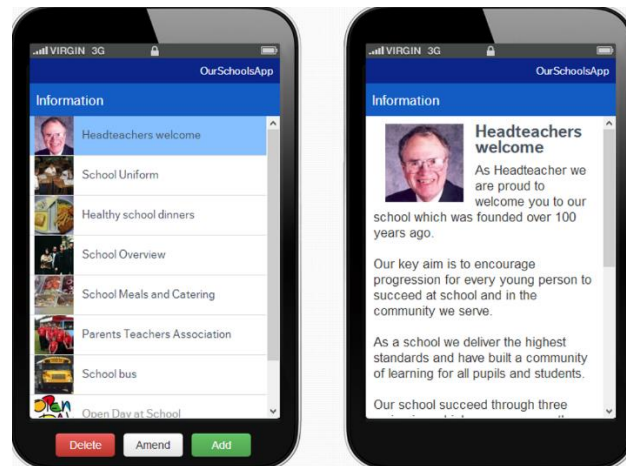 VIRGIN 3G
OurSchoolsApp
Information
Headteachers welcome
School Uniform
Healthy school dinners
School Overview
School Meals and Catering
Parents Teachers Association
School bus
Open Day at School
Delete Amend Add
VIRGIN 3G
OurSchoolsApp
Information
Headteachers
welcome
As Headteacher we
are proud to
welcome you to our
school which was founded over 100
years ago.
Our key aim is to encourage
progression for every young person to
succeed at school and in the
community we serve.
As a school we deliver the highest
standards and have built a community
of learning for all pupils and students.
Our school succeed through three